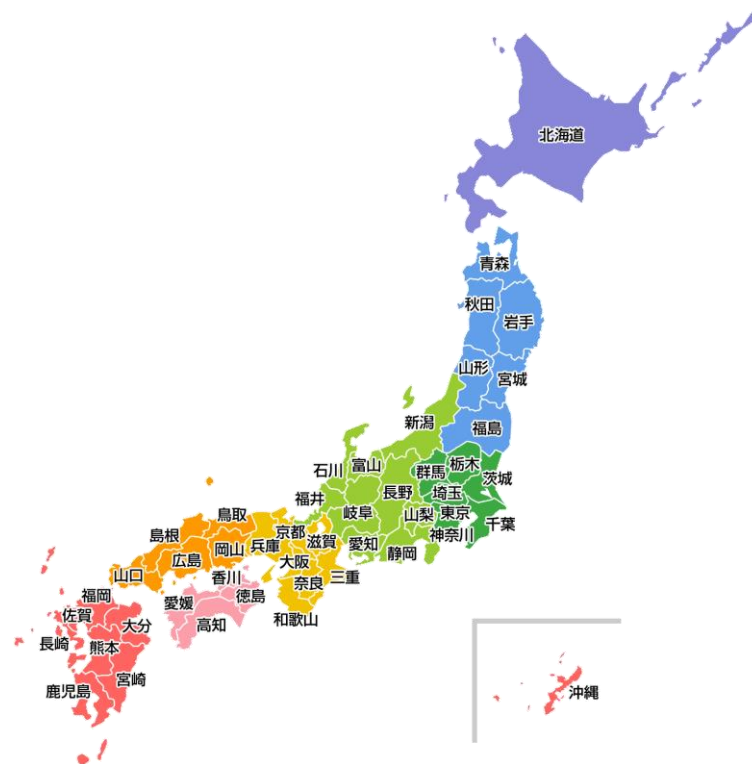 北海道
青森
秋田
岩手
山形
宮城
新潟
福島
石川
富山
群馬
栃木
茨城
福井
長野
埼玉
岐阜
山梨
東京
千葉
鳥取
京都
滋賀
愛知
静岡
神奈川
島根
兵庫
岡山
広島
大阪
山口
香川
奈良
三重
福岡
愛媛
徳島
和歌山
佐賀
大分
高知
長崎
熊本
鹿児島
宮崎
沖縄